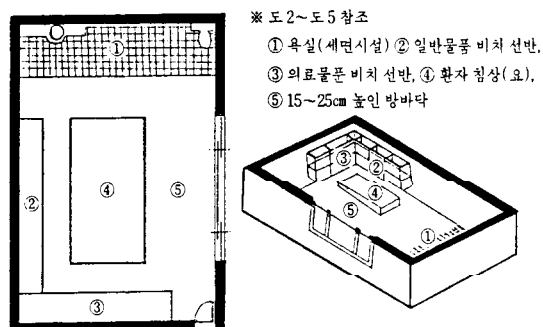 ※ 도2~도5 참조
① 욕실(세면시설) ② 일반물품 비치 선반,
③ 의료물푼 비치 선반, ④ 환자 침상(요),
⑤ 15~25cm 높인 방바닥
①
②
④
⑤
③
③
②
④
⑤
①